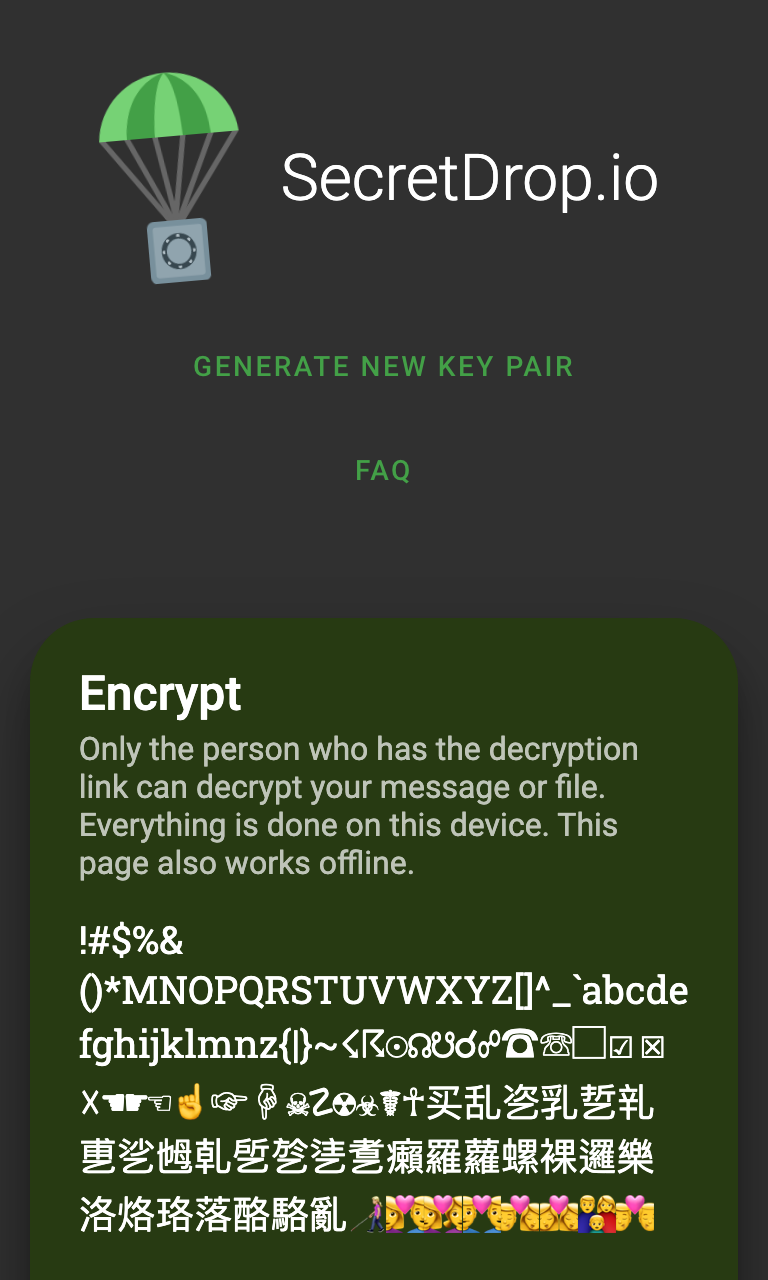 SecretDrop.io
GENERATE NEW KEY PAIR
FAQ
Encrypt
Only the person who has the decryption
link can decrypt your message or file.
Everything is done on this device. This
page also works offline.
!#$%&
()*MNOPQRSTUVWXYZ[]^_`abcde
fghijklmnz{|}~☇☈☉☊☋☌☍☎☏☐☑☒
☓☚☛☜☝☞☟☠☡☢☣☤☥买乱乲乳乴乵
乶乷乸乹乺乻乼乽癩羅蘿螺裸邏樂
洛烙珞落酪駱亂